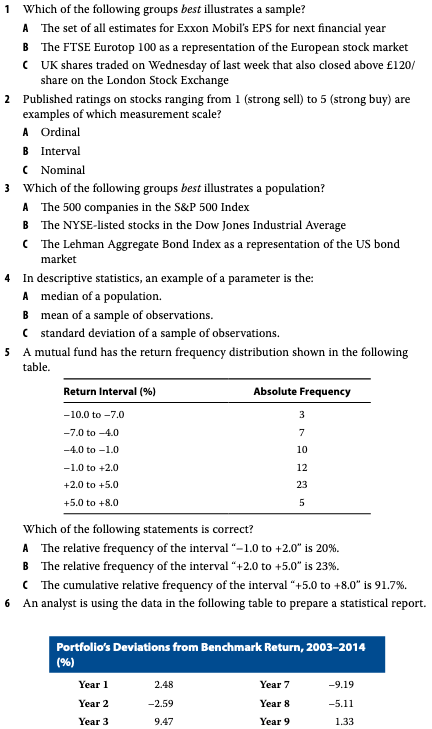 1 Which of the following groups best illustrates a sample?
A The set of all estimates for Exxon Mobil's EPS for next financial year
B The FTSE Eurotop 100 as a representation of the European stock market
C UK shares traded on Wednesday of last week that also closed above £120/
share on the London Stock Exchange
2 Published ratings on stocks ranging from 1 (strong sell) to 5 (strong buy) are
examples of which measurement scale?
A Ordinal
B Interval
C Nominal
3 Which of the following groups best illustrates a population?
A The 500 companies in the S&P 500 Index
B The NYSE-listed stocks in the Dow Jones Industrial Average
C The Lehman Aggregate Bond Index as a representation of the US bond
market
4 In descriptive statistics, an example of a parameter is the:
A median of a population.
B mean of a sample of observations.
C standard deviation of a sample of observations.
5 A mutual fund has the return frequency distribution shown in the following
table.
Return Interval (%) Absolute Frequency
−10.0 to −7.0 3
−7.0 to −4.0 7
−4.0 to −1.0 10
−1.0 to +2.0 12
+2.0 to +5.0 23
+5.0 to +8.0 5
Which of the following statements is correct?
A The relative frequency of the interval "−1.0 to +2.0" is 20%.
B The relative frequency of the interval "+2.0 to +5.0" is 23%.
C The cumulative relative frequency of the interval "+5.0 to +8.0" is 91.7%.
6 An analyst is using the data in the following table to prepare a statistical report.
Portfolio's Deviations from Benchmark Return, 2003–2014
(%)
Year 1 2.48 Year 7 −9.19
Year 2 −2.59 Year 8 −5.11
Year 3 9.47 Year 9 1.33